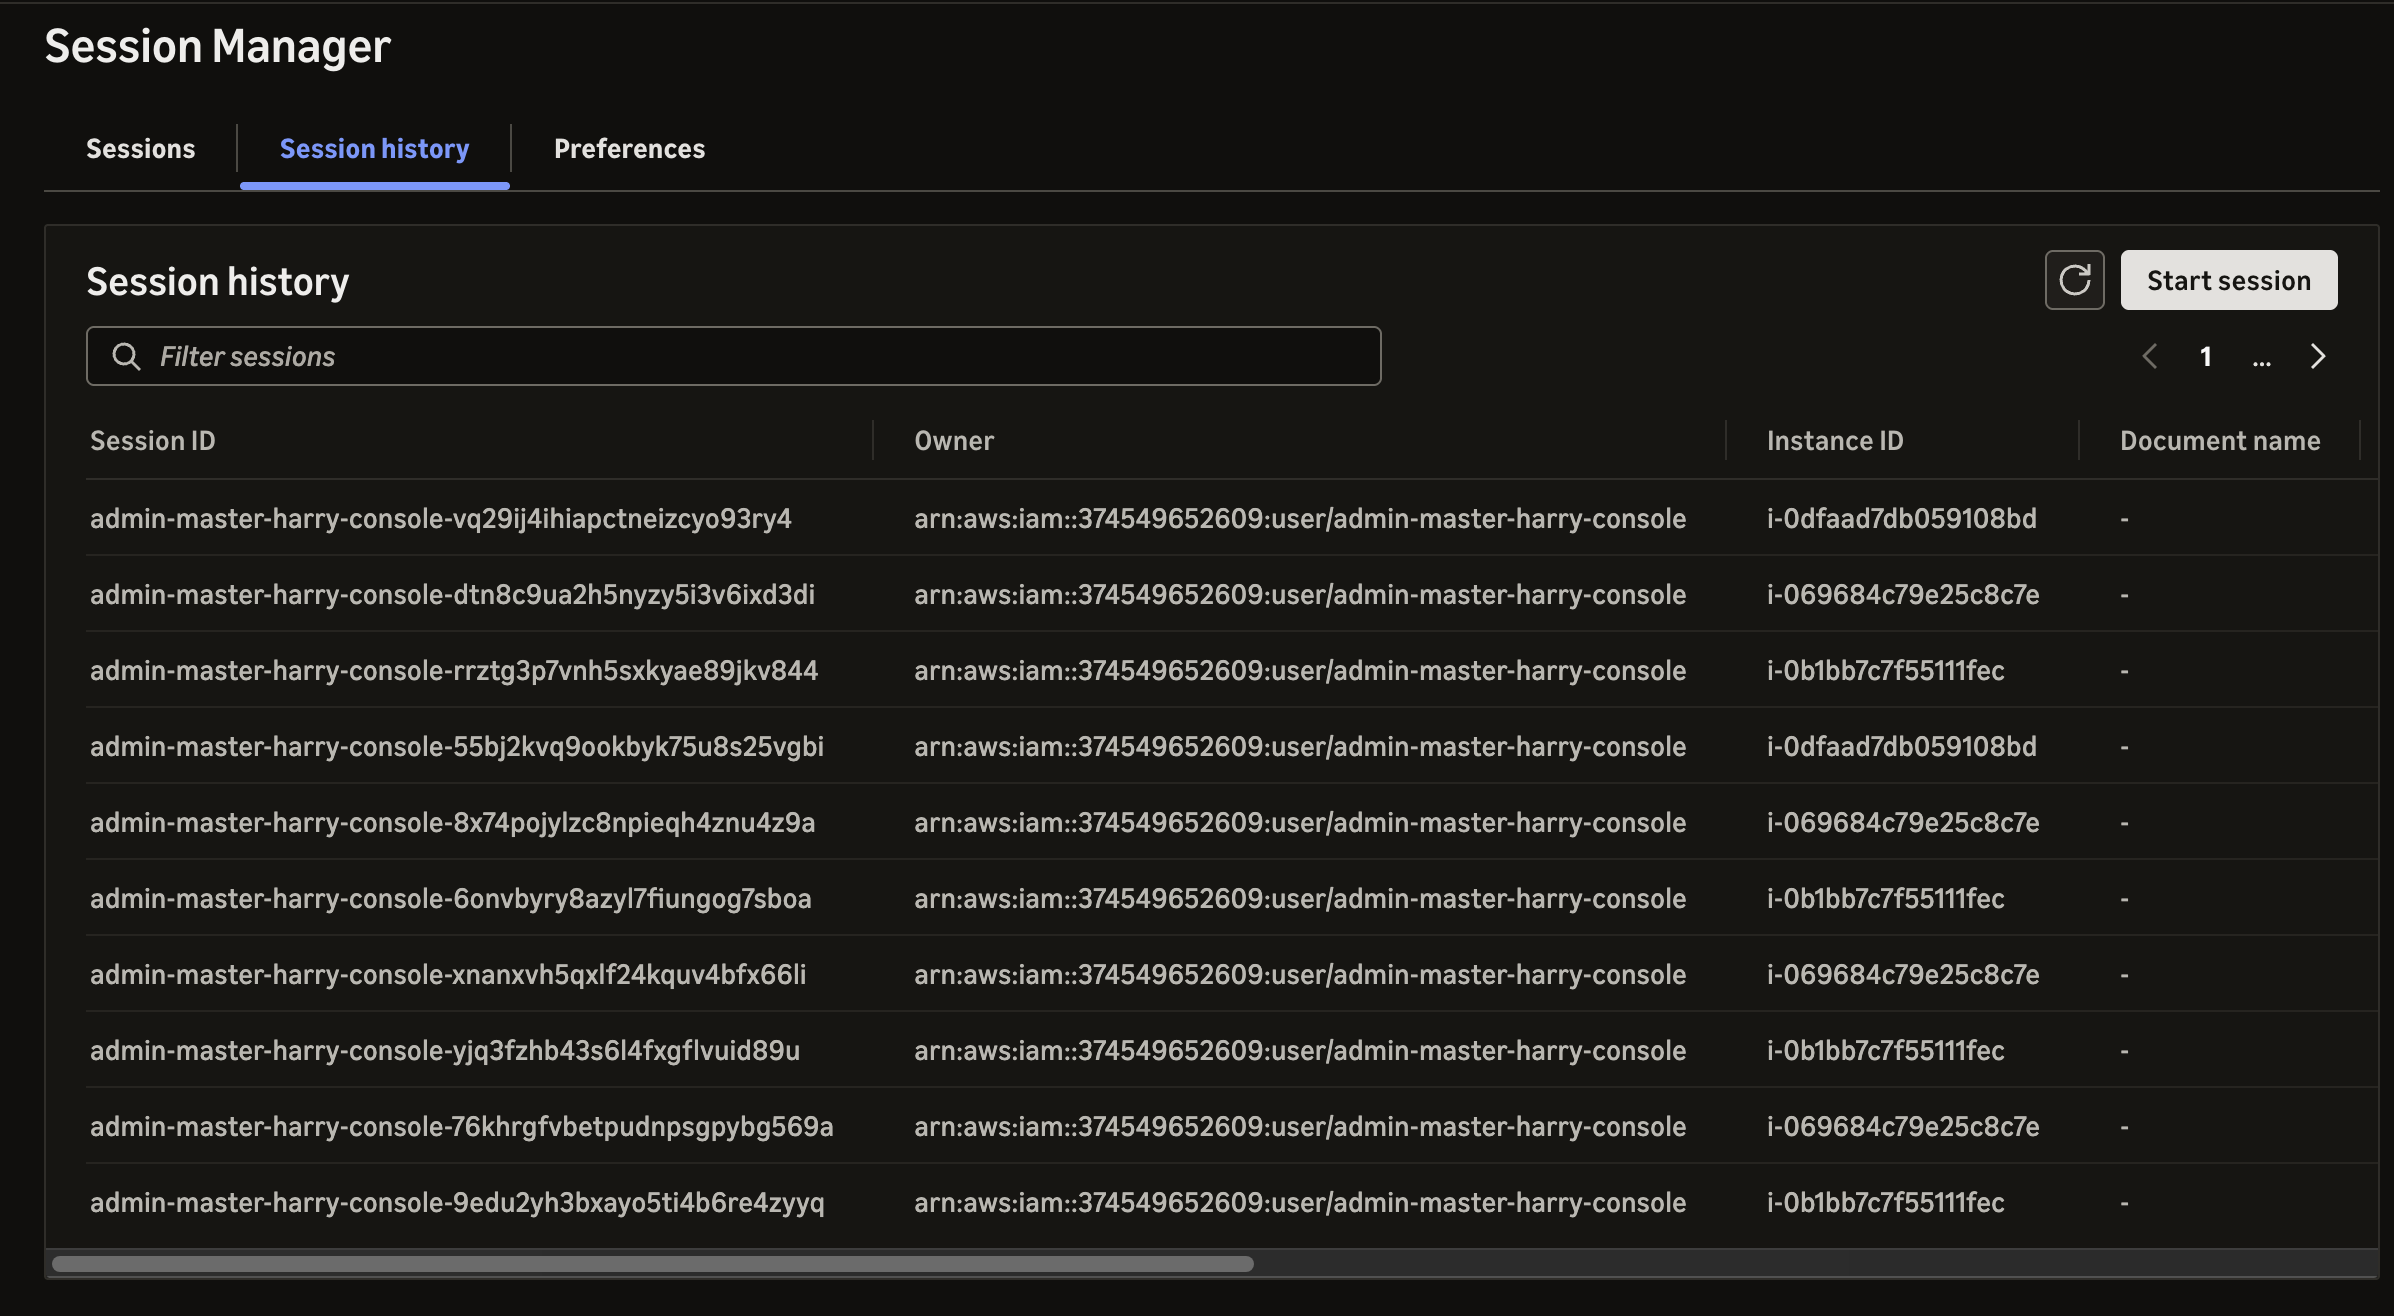 Session Manager
Sessions Session history Preferences
Session history
Start session
Filter sessions
1 ...
Session ID Owner Instance ID Document name
admin-master-harry-console-vq29ij4ihiapctneizcyo93ry4 arn:aws:iam::374549652609:user/admin-master-harry-console i-0dfaad7db059108bd -
admin-master-harry-console-dtn8c9ua2h5nyzy5i3v6ixd3di arn:aws:iam::374549652609:user/admin-master-harry-console i-069684c79e25c8c7e -
admin-master-harry-console-rrztg3p7vnh5sxkyae89jkv844 arn:aws:iam::374549652609:user/admin-master-harry-console i-0b1bb7c7f55111fec -
admin-master-harry-console-55bj2kvq9ookbyk75u8s25vgbi arn:aws:iam::374549652609:user/admin-master-harry-console i-0dfaad7db059108bd -
admin-master-harry-console-8x74pojylzc8npieqh4znu4z9a arn:aws:iam::374549652609:user/admin-master-harry-console i-069684c79e25c8c7e -
admin-master-harry-console-6onvbyry8azyl7fiungog7sboa arn:aws:iam::374549652609:user/admin-master-harry-console i-0b1bb7c7f55111fec -
admin-master-harry-console-xnanxvh5qxlf24kquv4bfx66li arn:aws:iam::374549652609:user/admin-master-harry-console i-069684c79e25c8c7e -
admin-master-harry-console-yjq3fzhb43s6l4fxgflvuid89u arn:aws:iam::374549652609:user/admin-master-harry-console i-0b1bb7c7f55111fec -
admin-master-harry-console-76khrgfvbetpudnpsgpybg569a arn:aws:iam::374549652609:user/admin-master-harry-console i-069684c79e25c8c7e -
admin-master-harry-console-9edu2yh3bxayo5ti4b6re4zyyq arn:aws:iam::374549652609:user/admin-master-harry-console i-0b1bb7c7f55111fec -